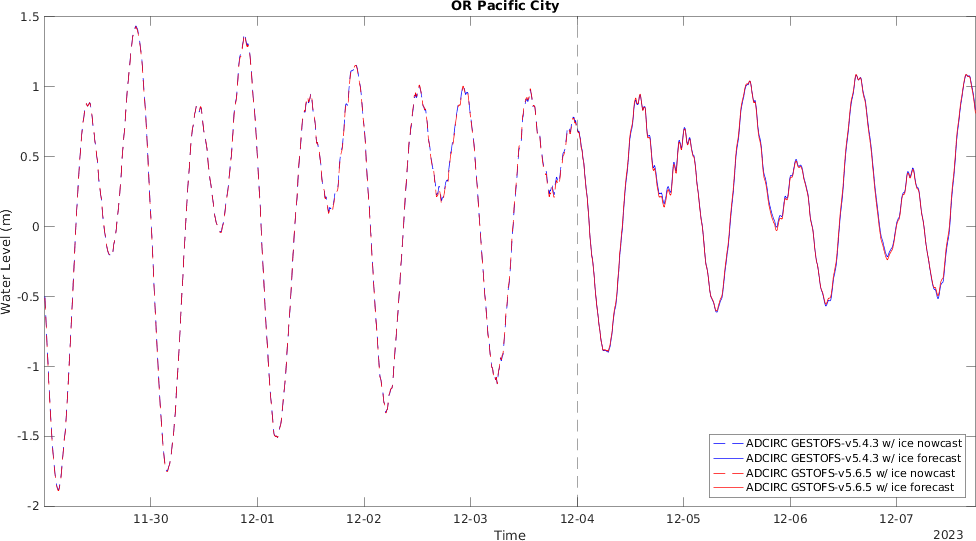 OR Pacific City
1.5
1
0.5
0
-0.5
-1
-1.5
-2
Water Level (m)
11-30
12-01
12-02
12-03
12-04
12-05
12-06
12-07
Time
2023
ADCIRC GESTOFS-v5.4.3 w/ ice nowcast
ADCIRC GESTOFS-v5.4.3 w/ ice forecast
ADCIRC GSTOFS-v5.6.5 w/ ice nowcast
ADCIRC GSTOFS-v5.6.5 w/ ice forecast